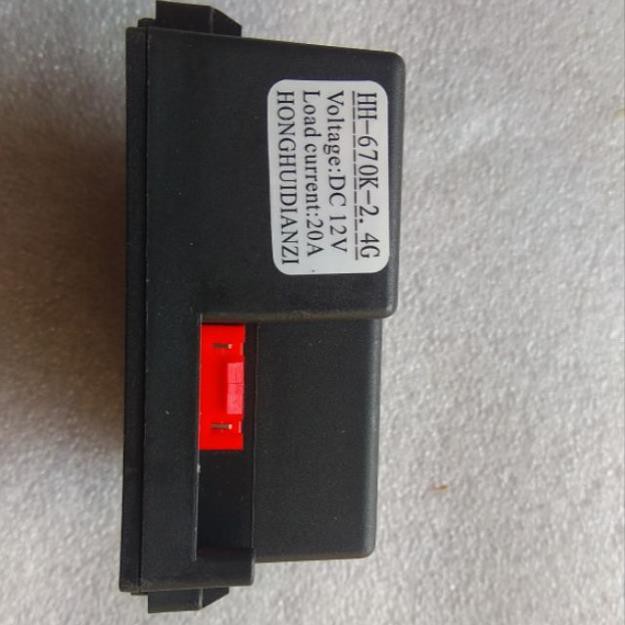 HH-670K-2.4G
Voltage:DC 12V
Load current:20A
HONGHUIDIANZI